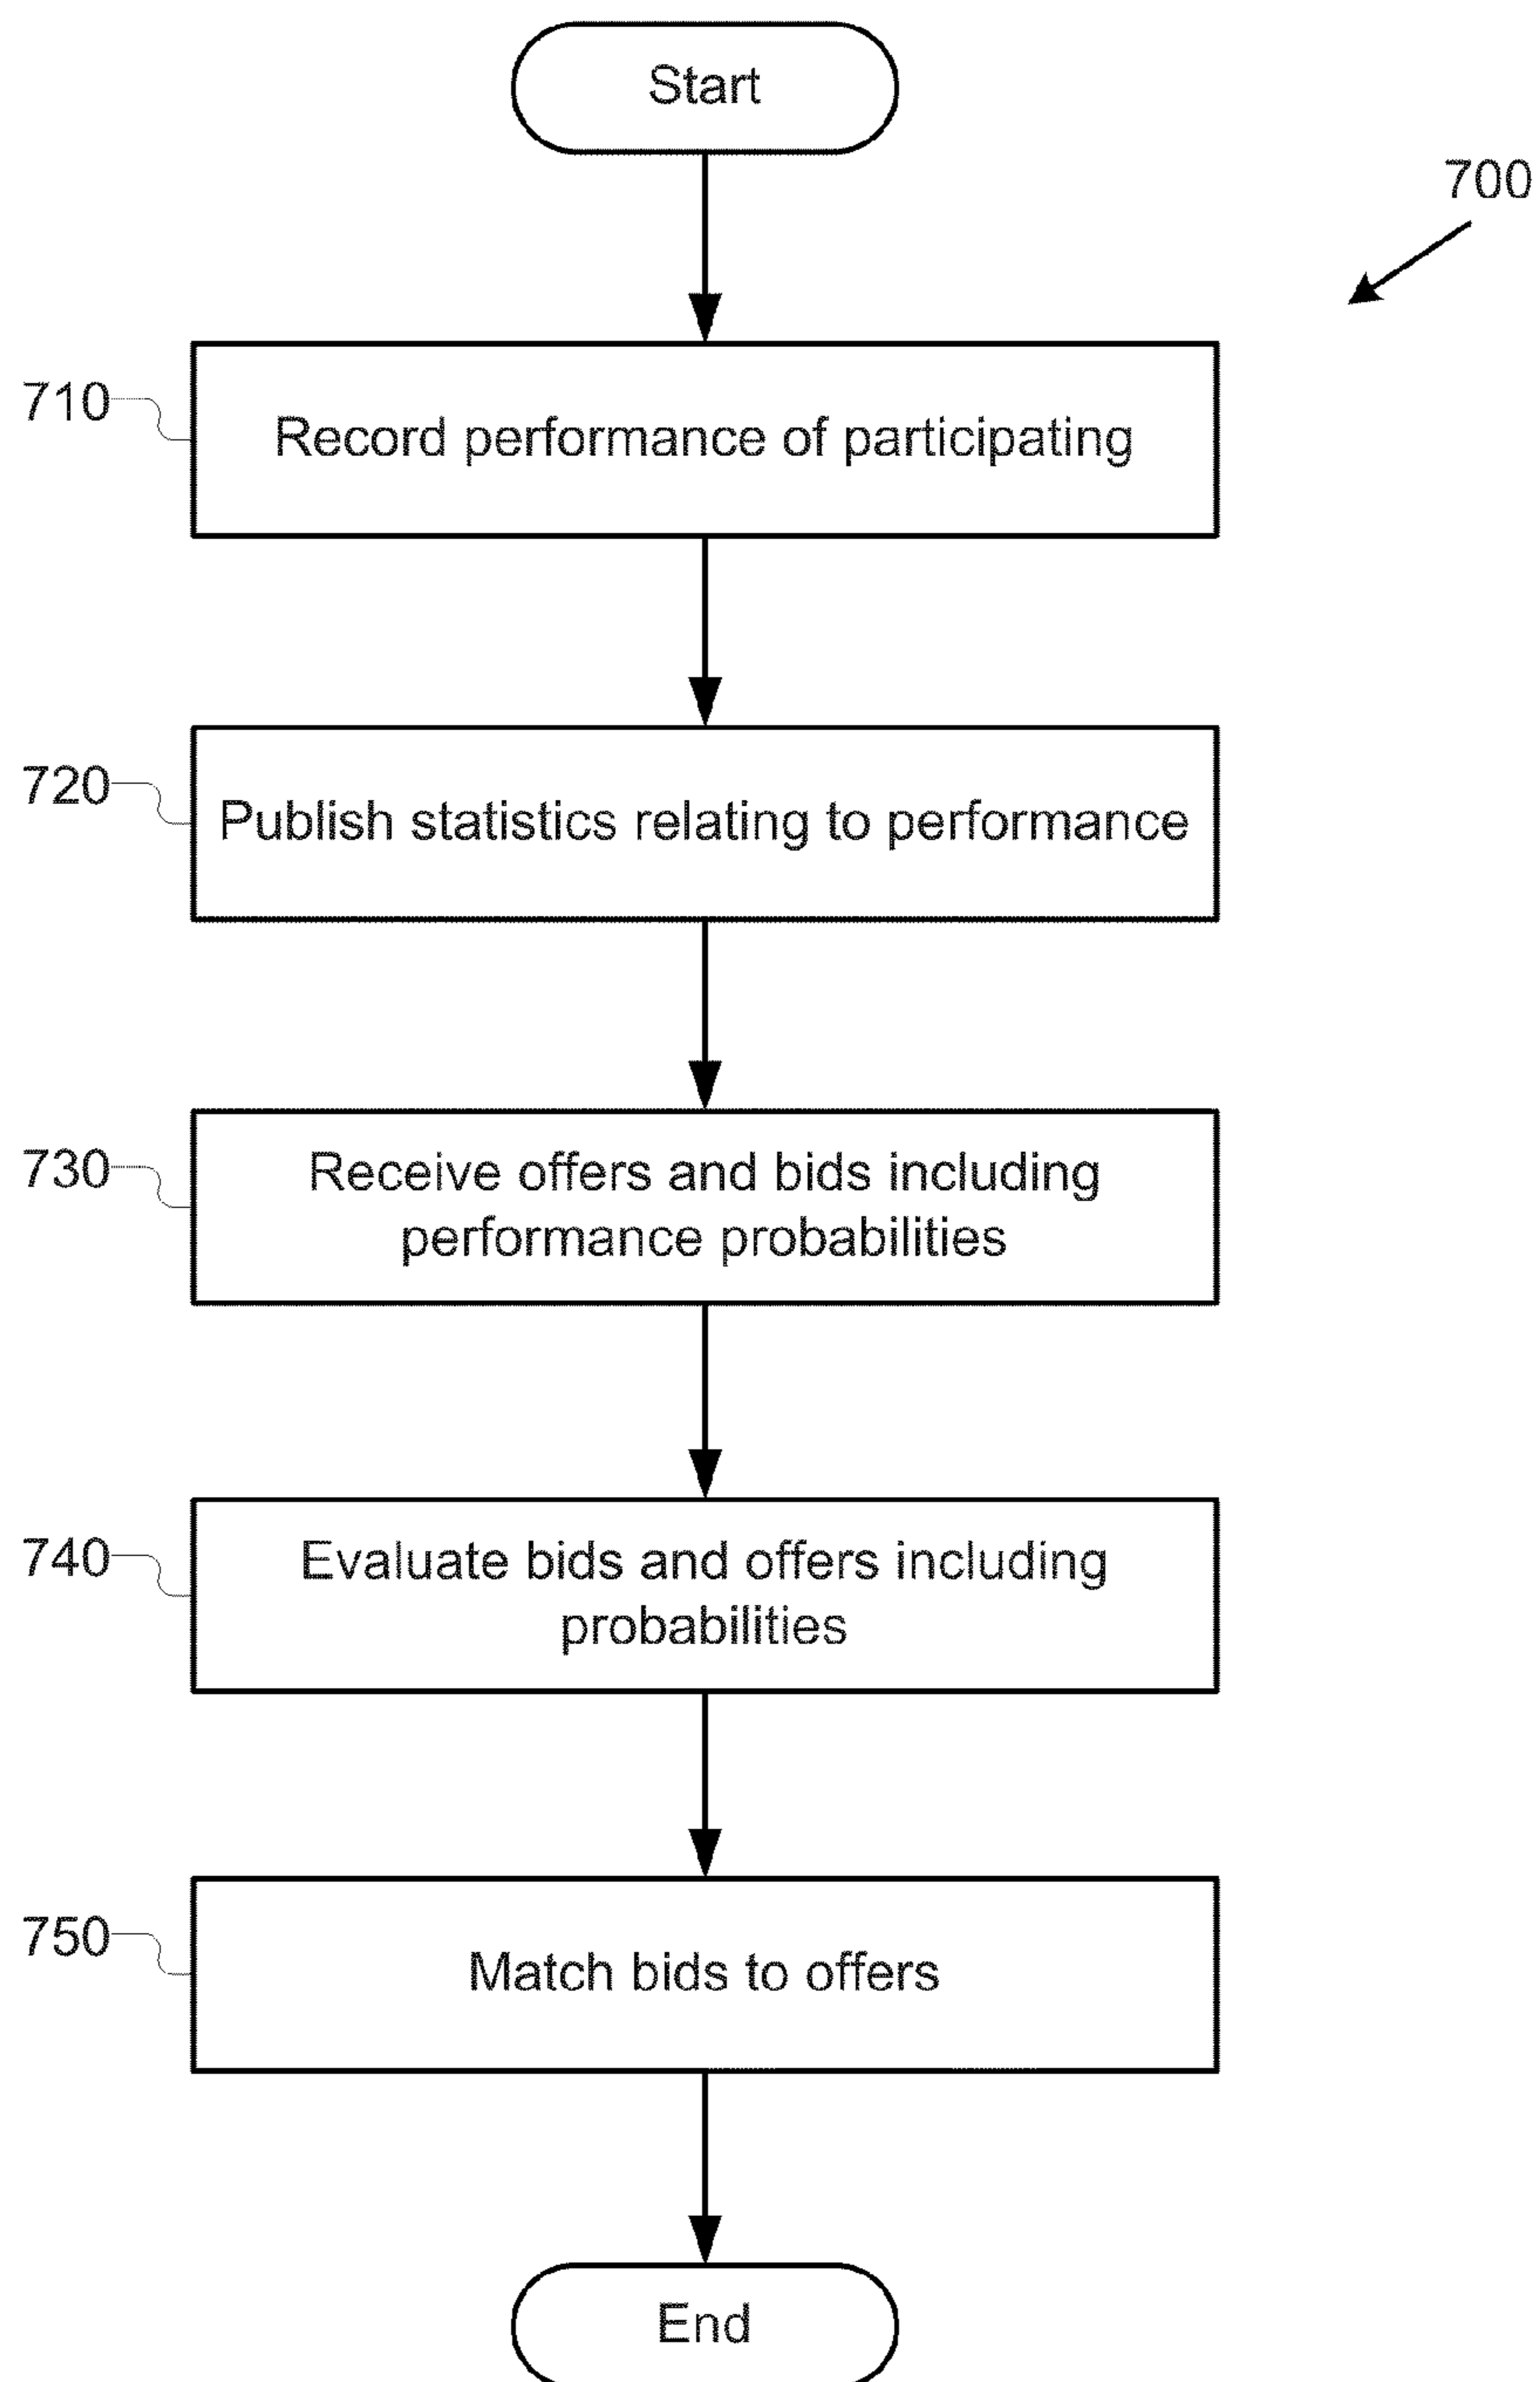 Start
700
710
Record performance of participating
720
Publish statistics relating to performance
730
Receive offers and bids including
performance probabilities
740
Evaluate bids and offers including
probabilities
750
Match bids to offers
End